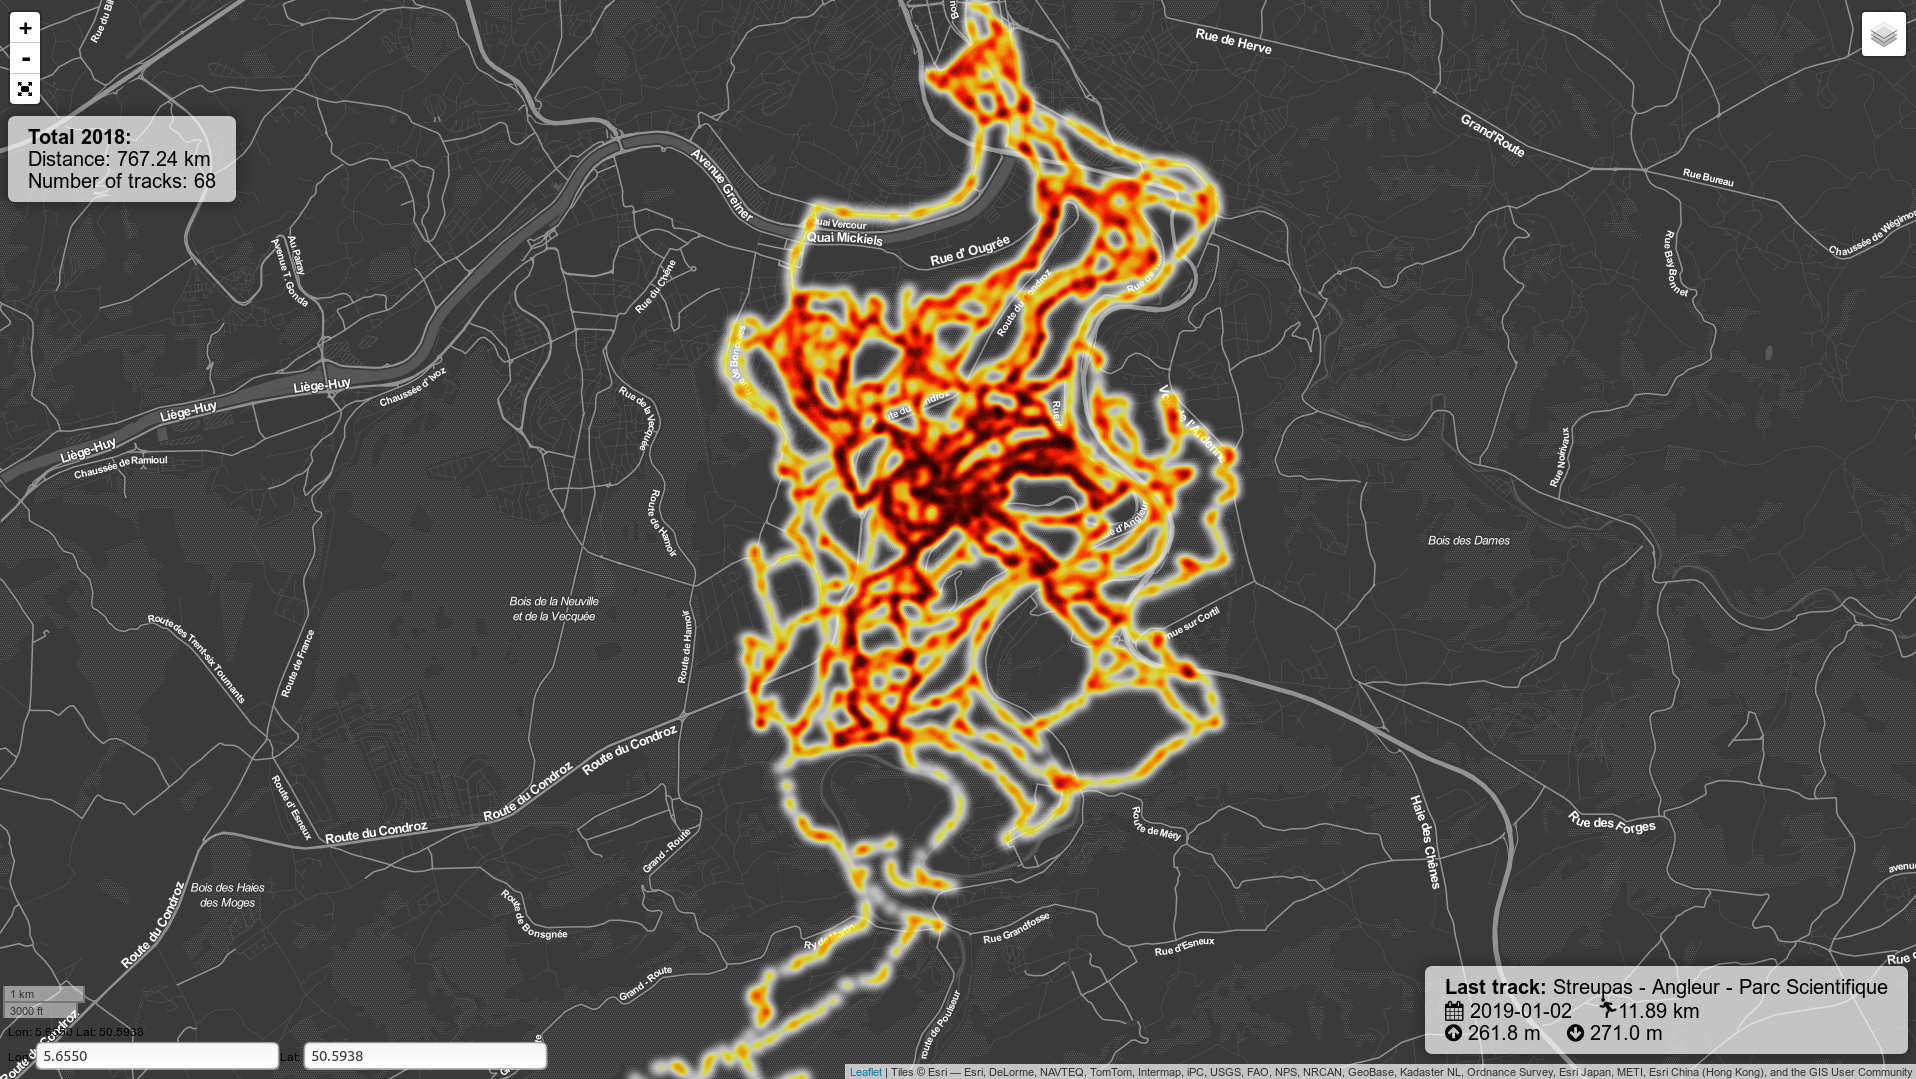 +
-
Total 2018:
Distance: 767.24 km
Number of tracks: 68
Rue de Herve
Grand'Route
Rue Bureau
Chaussée de Wégimon
Rue Bay Bonnet
Avenue Greiner
Quai Vercour
Quai Mickiels
Rue d' Ougrée
Au Pairay
Avenue T. Gonda
Rue du Chêne
Route du Condroz
Liège-Huy
Liège-Huy
Liège-Huy
Chaussée d' Ivoz
Chaussée de Ramioul
Rue de la Vecquée
Rue Noirivaux
Route de Hamoir
Bois des Dames
Bois de la Neuville
et de la Vecquée
Route des Trent-six Tournants
Route de France
Route de Hamoir
Route du Condroz
Route du Condroz
Route du Condroz
Route d' Esneux
Grand - Route
Route de Méry
Haie des Chênes
Rue des Forges
Bois des Haies
des Moges
Route du Condroz
Route de Bonsgnée
Rue Grandfosse
Rue d'Esneux
Grand - Route
route de Poulseur
1 km
3000 ft
Lon: 5.6550 Lat: 50.5938
5.6550
Lat:
50.5938
Last track: Streupas - Angleur - Parc Scientifique
2019-01-02 11.89 km
261.8 m 271.0 m
Leaflet | Tiles © Esri — Esri, DeLorme, NAVTEQ, TomTom, Intermap, iPC, USGS, FAO, NPS, NRCAN, GeoBase, Kadaster NL, Ordnance Survey, Esri Japan, METI, Esri China (Hong Kong), and the GIS User Community